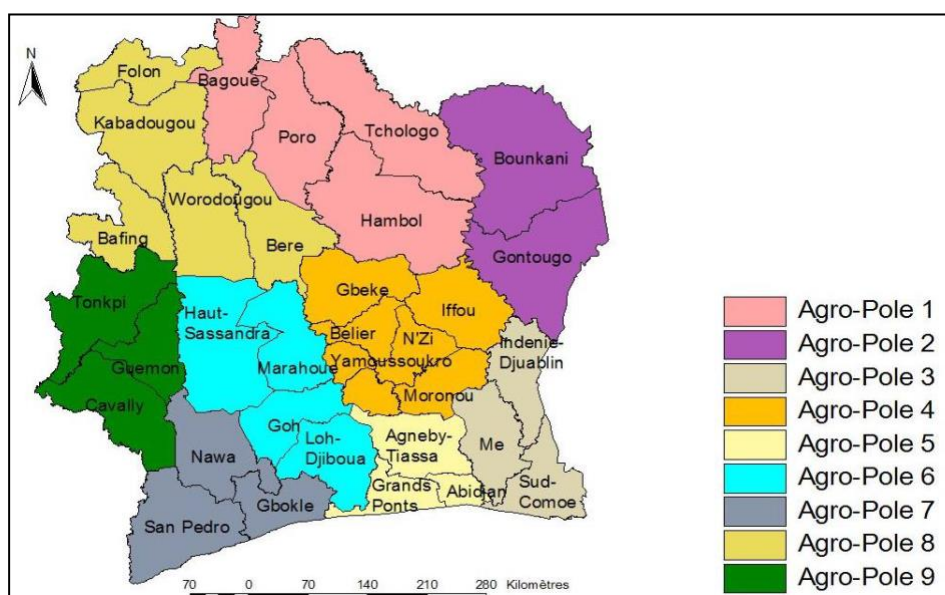 N
Folon
Bagoue
Kabadougou
Poro
Tchologo
Bounkani
Worodougou
Hambol
Bafing
Bere
Gontougo
Tonkpi
Haut-
Sassandra
Gbeke
Iffou
Belier
N'Zi
Indenie-
Djuablin
Guemon
Marahoue
Yamoussoukro
Cavally
Moronou
Goh
Loh-
Djiboua
Agneby-
Tiassa
Me
Nawa
Grands
Ponts
Abidjan
Sud-
Comoe
Gbokle
San Pedro
70 0 70 140 210 280 Kilomètres
Agro-Pole 1
Agro-Pole 2
Agro-Pole 3
Agro-Pole 4
Agro-Pole 5
Agro-Pole 6
Agro-Pole 7
Agro-Pole 8
Agro-Pole 9